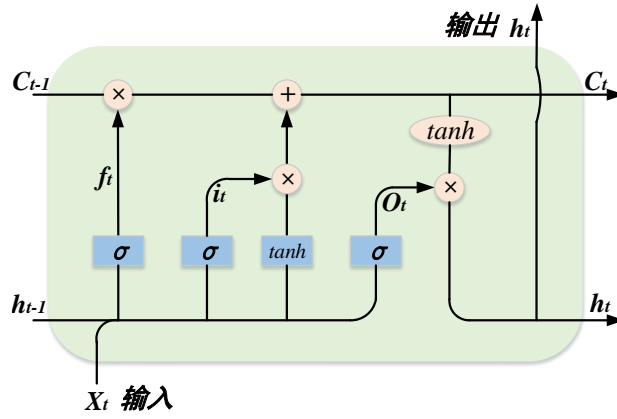 输出 ht
Ct-1
×
+
Ct
tanh
ft
it
×
Ot
×
σ
σ
tanh
σ
ht-1
ht
Xt 输入